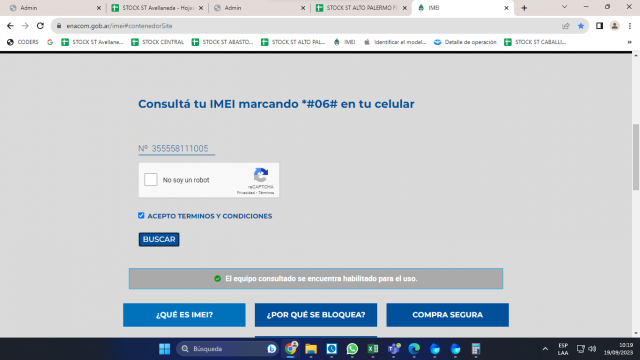 Admin
STOCK ST Avellaneda - Hoja
Admin
STOCK ST ALTO PALERMO F
IMEI
enacom.gob.ar/imei#contenedorSite
CODERS
STOCK ST Avellane...
STOCK CENTRAL
STOCK ST ABASTO...
STOCK ST ALTO PAL...
IMEI
Identificar el model...
Detalle de operación
STOCK ST CABALLI...
Consultá tu IMEI marcando *#06# en tu celular
Nº 355558111005
No soy un robot
reCAPTCHA
Privacidad - Términos
ACEPTO TERMINOS Y CONDICIONES
BUSCAR
El equipo consultado se encuentra habilitado para el uso.
¿QUÉ ES IMEI?
¿POR QUÉ SE BLOQUEA?
COMPRA SEGURA
Búsqueda
ESP
LAA
10:19
19/09/2023